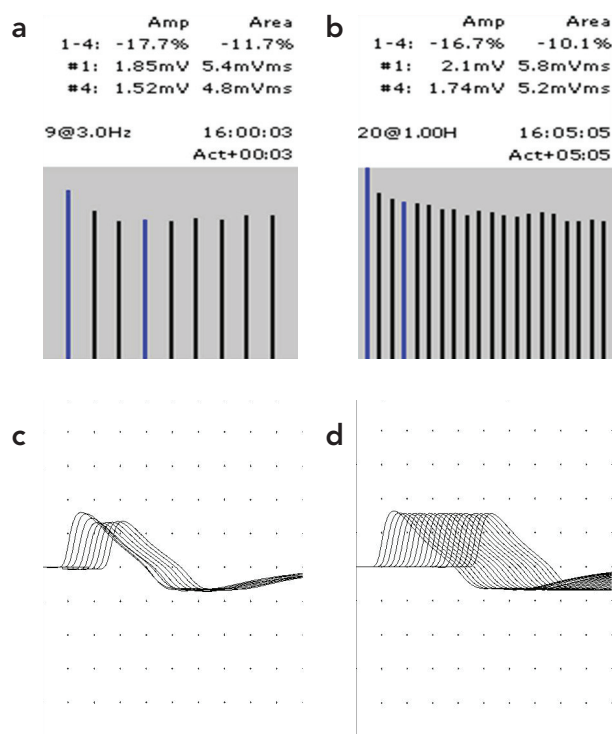 a
Amp Area
1-4: -17.7% -11.7%
#1: 1.85mV 5.4mVms
#4: 1.52mV 4.8mVms
9@3.0Hz 16:00:03
Act+00:03
b
Amp Area
1-4: -16.7% -10.1%
#1: 2.1mV 5.8mVms
#4: 1.74mV 5.2mVms
20@1.00H 16:05:05
Act+05:05
c
d